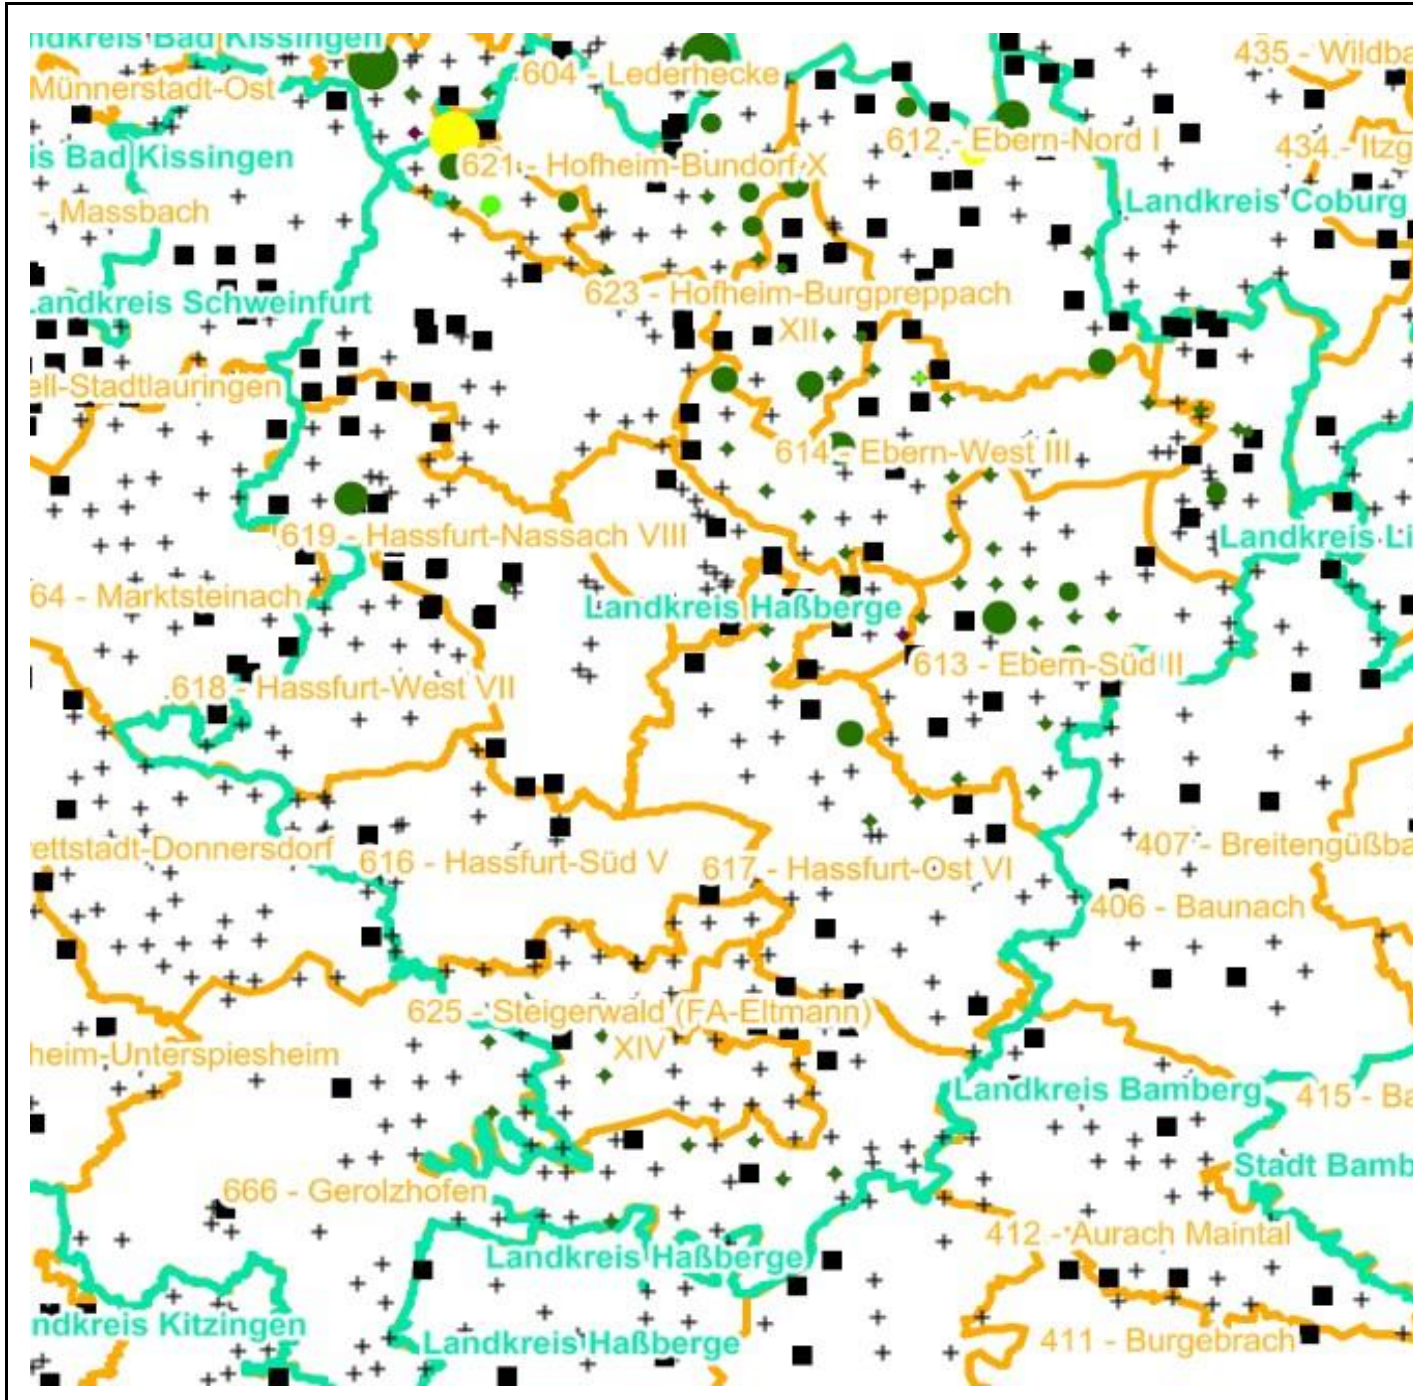 ndkreis Bad Kissingen
604 - Lederhecke
435 - Wildba
Münnerstadt-Ost
612 - Ebern-Nord I
434 - Itzg
is Bad Kissingen
621 - Hofheim-Bundorf X
Landkreis Coburg
- Massbach
Landkreis Schweinfurt
623 - Hofheim-Burgpreppach
XII
ell-Stadtlauringen
614 - Ebern-West III
619 - Hassfurt-Nassach VIII
Landkreis Li
64 - Marktsteinach
Landkreis Haßberge
613 - Ebern-Süd II
618 - Hassfurt-West VII
rettstadt-Donnersdorf
616 - Hassfurt-Süd V
617 - Hassfurt-Ost VI
407 - Breitengüßba
406 - Baunach
625 - Steigerwald (FA-Eltmann)
XIV
heim-Unterspiesheim
Landkreis Bamberg
415 - Ba
Stadt Bamb
666 - Gerolzhofen
412 - Aurach Maintal
Landkreis Haßberge
ndkreis Kitzingen
Landkreis Haßberge
411 - Burgebrach